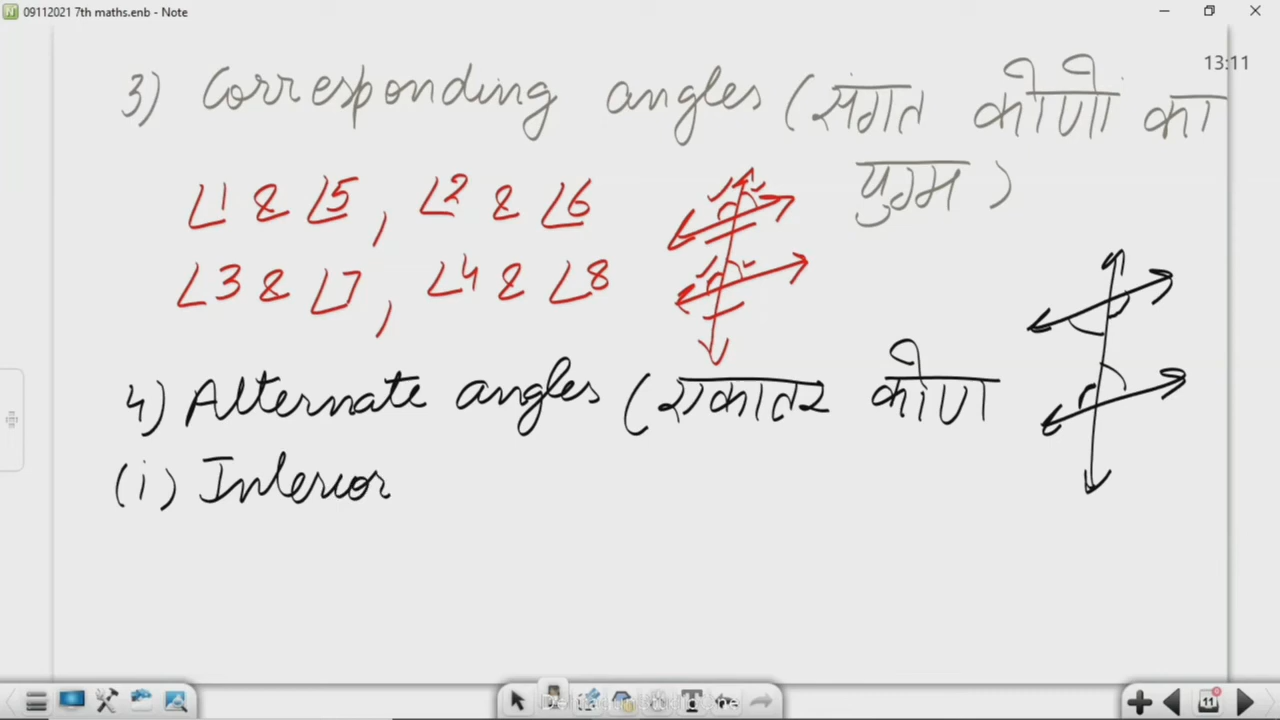 09112021 7th maths.enb - Note
13:11
3) Corresponding angles (संगत कोणों का
युग्म)
∠1 & ∠5, ∠2 & ∠6
∠3 & ∠7, ∠4 & ∠8
4) Alternate angles (एकातर कोण
(i) Interior
11